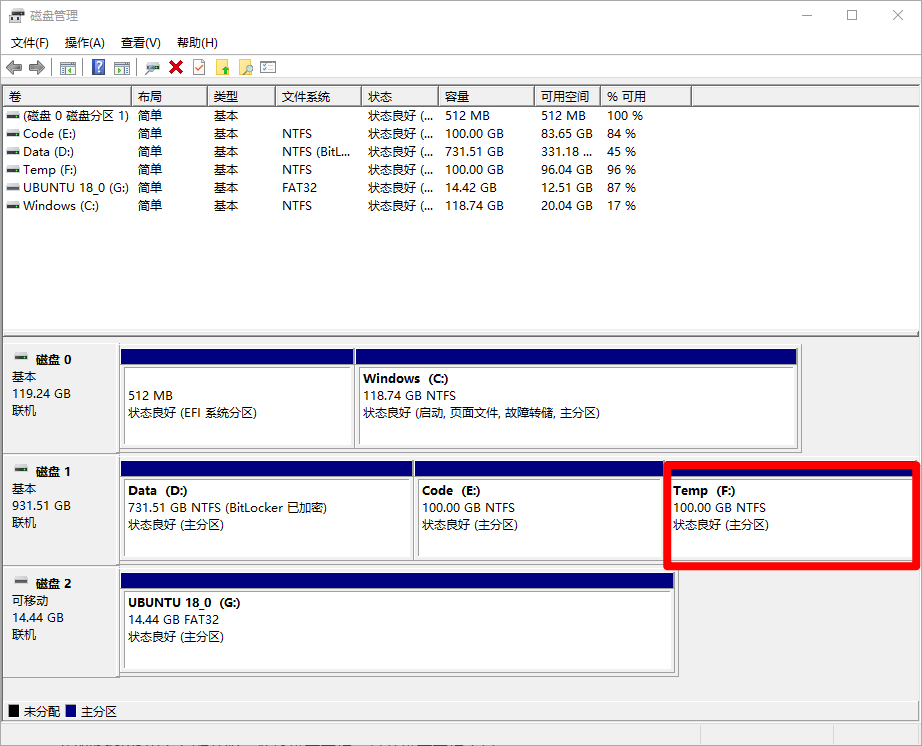 磁盘管理
文件(F) 操作(A) 查看(V) 帮助(H)
卷 布局 类型 文件系统 状态 容量 可用空间 % 可用
(磁盘 0 磁盘分区 1) 简单 基本 状态良好 (... 512 MB 512 MB 100 %
Code (E:) 简单 基本 NTFS 状态良好 (... 100.00 GB 83.65 GB 84 %
Data (D:) 简单 基本 NTFS (BitL... 状态良好 (... 731.51 GB 331.18 ... 45 %
Temp (F:) 简单 基本 NTFS 状态良好 (... 100.00 GB 96.04 GB 96 %
UBUNTU 18_0 (G:) 简单 基本 FAT32 状态良好 (... 14.42 GB 12.51 GB 87 %
Windows (C:) 简单 基本 NTFS 状态良好 (... 118.74 GB 20.04 GB 17 %
磁盘 0
基本
119.24 GB
联机
512 MB
状态良好 (EFI 系统分区)
Windows (C:)
118.74 GB NTFS
状态良好 (启动, 页面文件, 故障转储, 主分区)
磁盘 1
基本
931.51 GB
联机
Data (D:)
731.51 GB NTFS (BitLocker 已加密)
状态良好 (主分区)
Code (E:)
100.00 GB NTFS
状态良好 (主分区)
Temp (F:)
100.00 GB NTFS
状态良好 (主分区)
磁盘 2
可移动
14.44 GB
联机
UBUNTU 18_0 (G:)
14.44 GB FAT32
状态良好 (主分区)
未分配 主分区